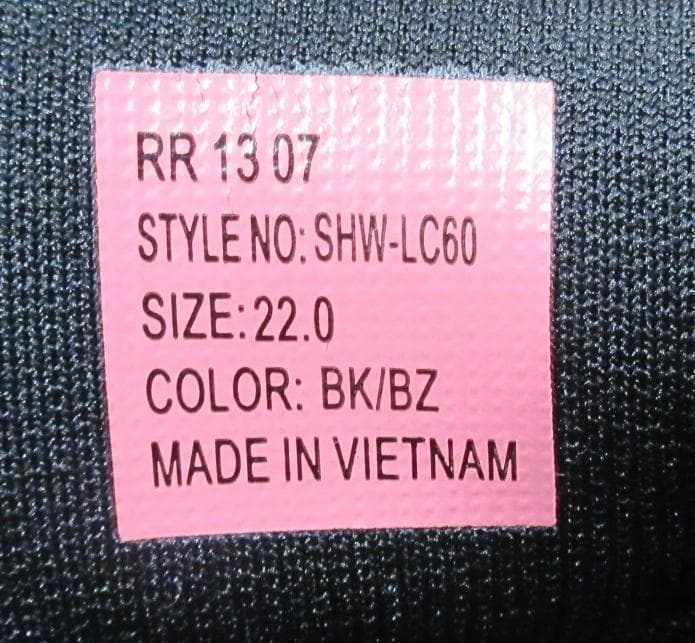 RR 13 07
STYLE NO: SHW-LC60
SIZE: 22.0
COLOR: BK/BZ
MADE IN VIETNAM